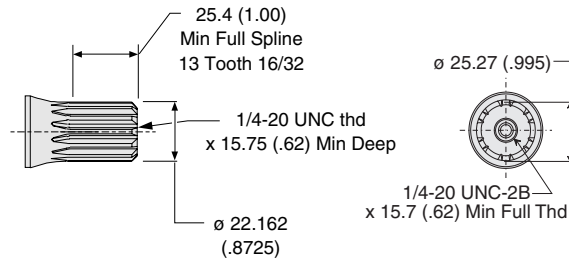 25.4 (1.00)
Min Full Spline
13 Tooth 16/32
1/4-20 UNC thd
x 15.75 (.62) Min Deep
ø 22.162
(.8725)
ø 25.27 (.995)
1/4-20 UNC-2B
x 15.7 (.62) Min Full Thd